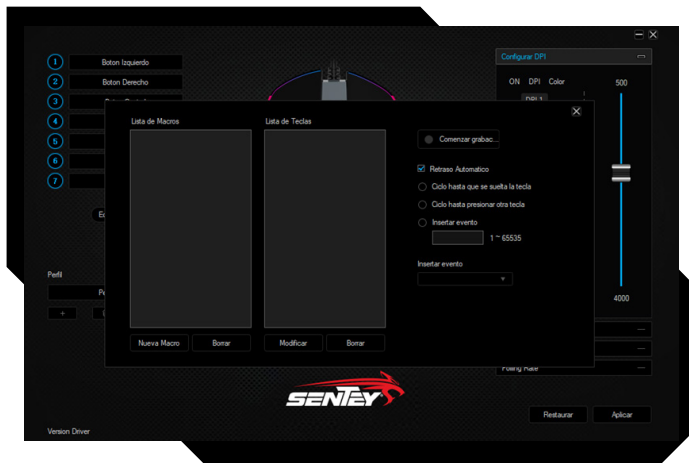 1 Boton Izquierdo
2 Boton Derecho
3
4
5
6
7
Perfil
+
Configurar DPI
ON DPI Color
500
DPI 1
4000
Lista de Macros
Lista de Teclas
Nueva Macro
Borrar
Modificar
Borrar
Comenzar grabac...
Retraso Automatico
Ciclo hasta que se suelta la tecla
Ciclo hasta presionar otra tecla
Insertar evento
1 ~ 65535
Insertar evento
Polling Rate
SENTEY
Restaurar
Aplicar
Version Driver